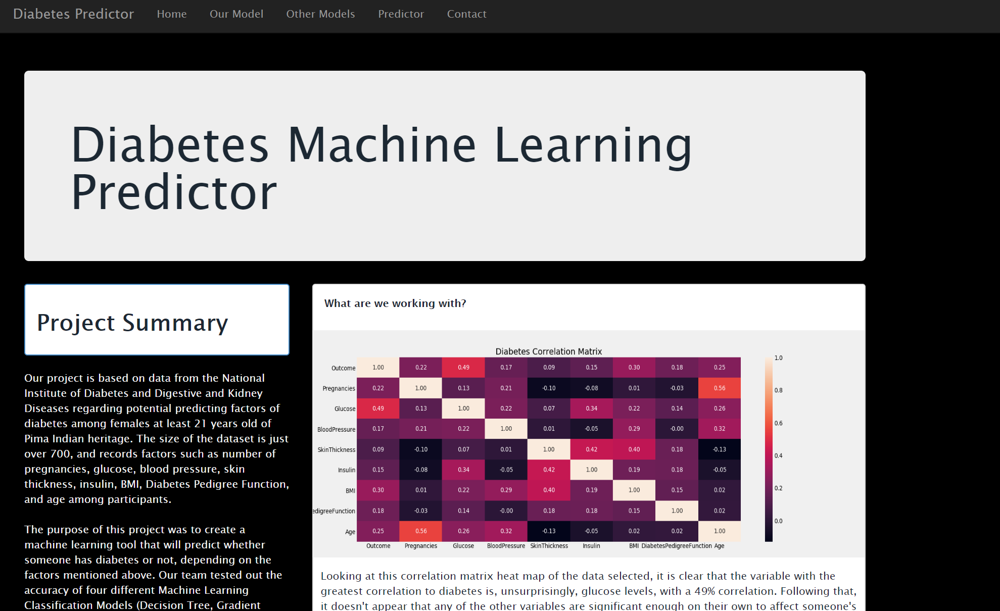 Diabetes Predictor Home Our Model Other Models Predictor Contact
Diabetes Machine Learning
Predictor
Project Summary
Our project is based on data from the National
Institute of Diabetes and Digestive and Kidney
Diseases regarding potential predicting factors of
diabetes among females at least 21 years old of
Pima Indian heritage. The size of the dataset is just
over 700, and records factors such as number of
pregnancies, glucose, blood pressure, skin
thickness, insulin, BMI, Diabetes Pedigree Function,
and age among participants.
The purpose of this project was to create a
machine learning tool that will predict whether
someone has diabetes or not, depending on the
factors mentioned above. Our team tested out the
accuracy of four different Machine Learning
Classification Models (Decision Tree, Gradient
What are we working with?
Diabetes Correlation Matrix
Outcome 1.00 0.22 0.49 0.17 0.09 0.15 0.30 0.18 0.25
Pregnancies 0.22 1.00 0.13 0.21 -0.10 -0.08 0.01 -0.03 0.56
Glucose 0.49 0.13 1.00 0.22 0.07 0.34 0.22 0.14 0.26
BloodPressure 0.17 0.21 0.22 1.00 0.01 -0.05 0.29 -0.00 0.32
SkinThickness 0.09 -0.10 0.07 0.01 1.00 0.42 0.40 0.18 -0.13
Insulin 0.15 -0.08 0.34 -0.05 0.42 1.00 0.19 0.18 -0.05
BMI 0.30 0.01 0.22 0.29 0.40 0.19 1.00 0.15 0.02
edigreeFunction 0.18 -0.03 0.14 -0.00 0.18 0.18 0.15 1.00 0.02
Age 0.25 0.56 0.26 0.32 -0.13 -0.05 0.02 0.02 1.00
Outcome Pregnancies Glucose BloodPressure SkinThickness Insulin BMI DiabetesPedigreeFunction Age
1.0
0.8
0.6
0.4
0.2
0.0
Looking at this correlation matrix heat map of the data selected, it is clear that the variable with the
greatest correlation to diabetes is, unsurprisingly, glucose levels, with a 49% correlation. Following that,
it doesn't appear that any of the other variables are significant enough on their own to affect someone's